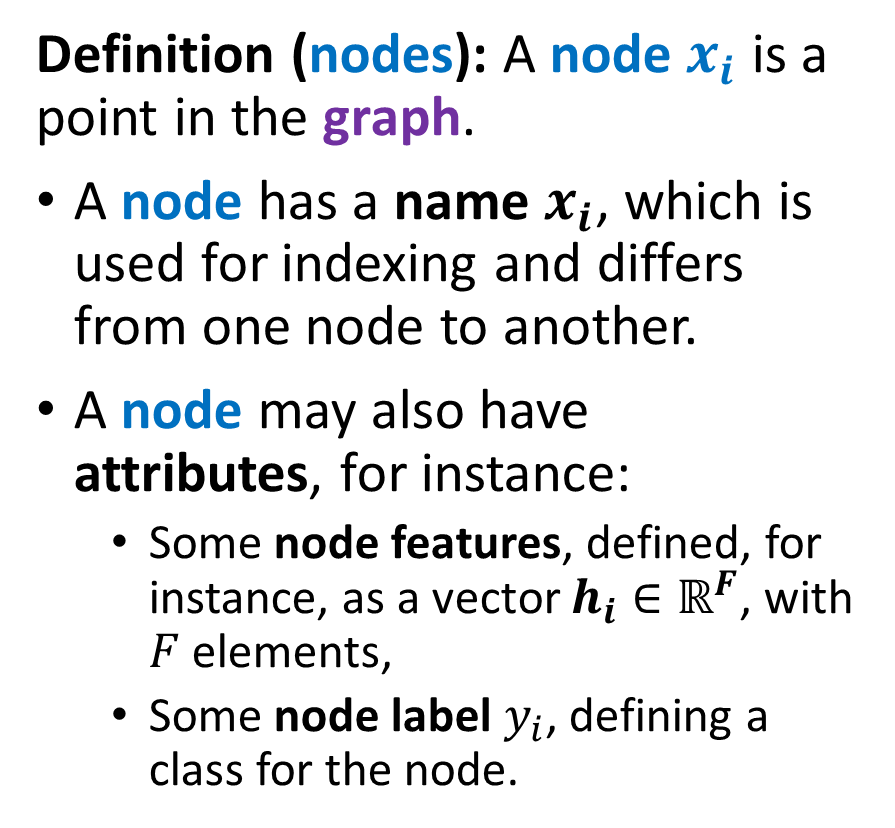 Definition (nodes): A node 𝒙ᵢ is a
point in the graph.
• A node has a name 𝒙ᵢ, which is
used for indexing and differs
from one node to another.
• A node may also have
attributes, for instance:
• Some node features, defined, for
instance, as a vector 𝒉ᵢ ∈ ℝ^F, with
F elements,
• Some node label yᵢ, defining a
class for the node.